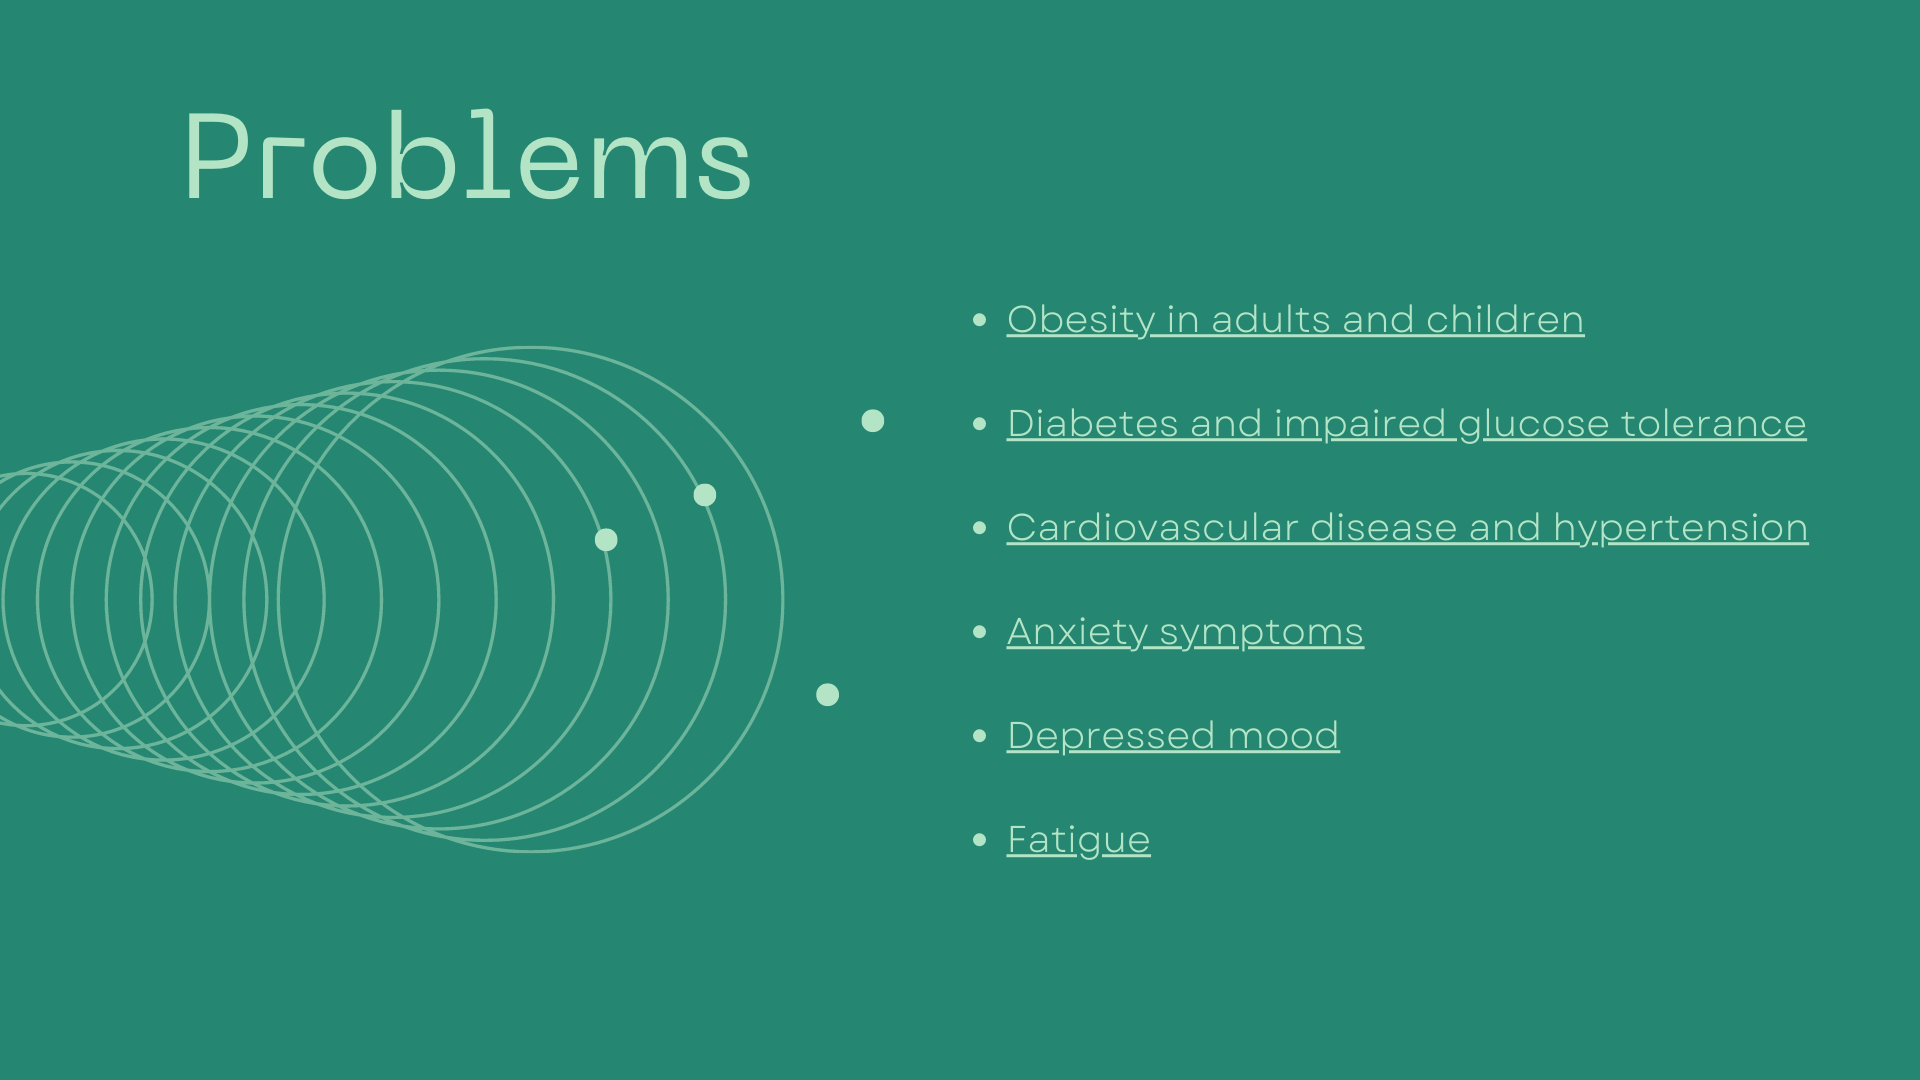 Problems
Obesity in adults and children
Diabetes and impaired glucose tolerance
Cardiovascular disease and hypertension
Anxiety symptoms
Depressed mood
Fatigue